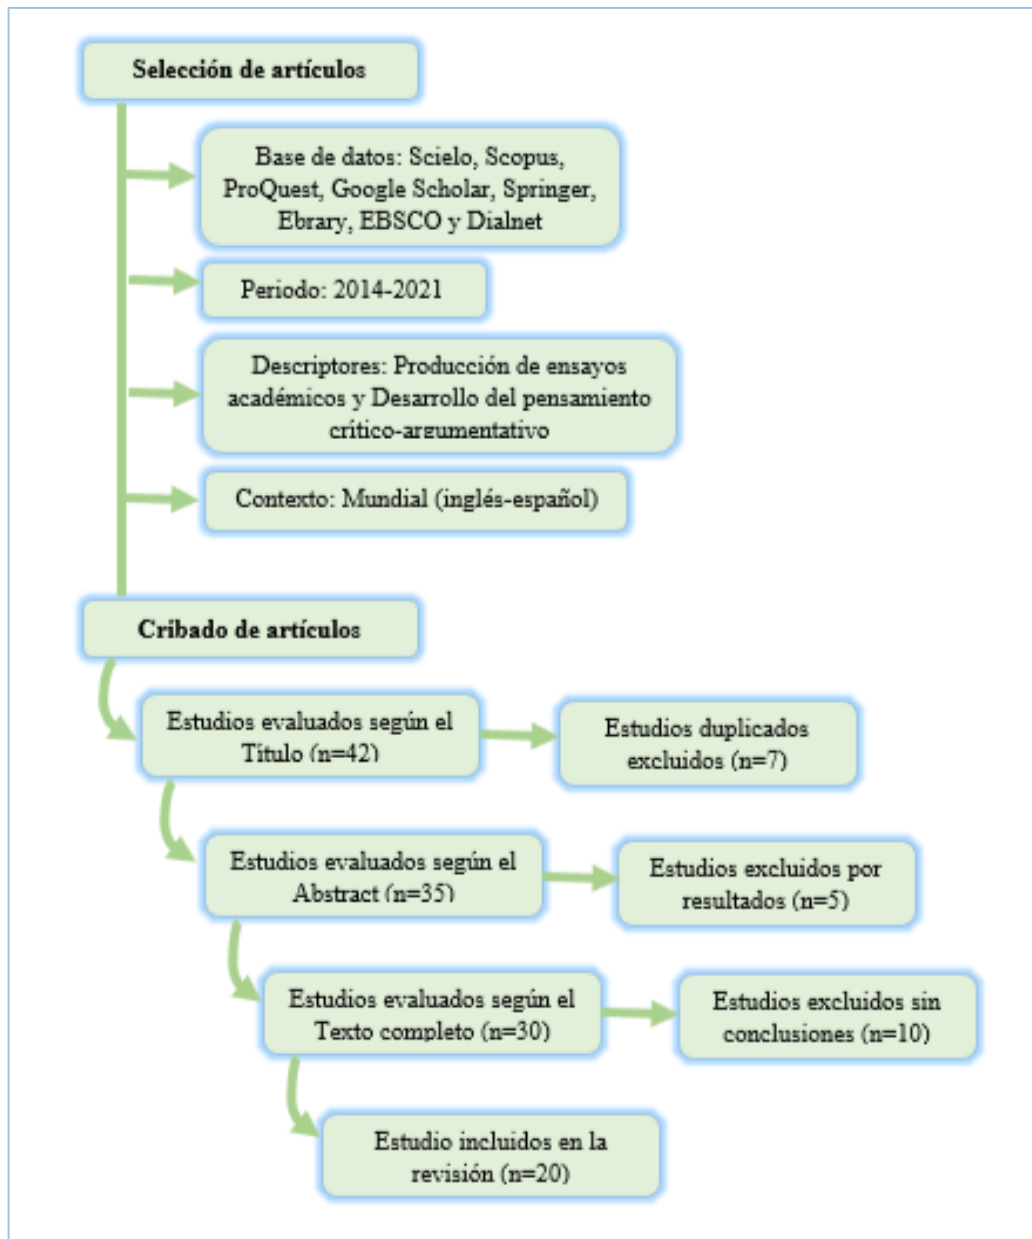 Selección de artículos
Base de datos: Scielo, Scopus,
ProQuest, Google Scholar, Springer,
Ebrary, EBSCO y Dialnet
Periodo: 2014-2021
Descriptores: Producción de ensayos
académicos y Desarrollo del pensamiento
crítico-argumentativo
Contexto: Mundial (inglés-español)
Cribado de artículos
Estudios evaluados según el
Título (n=42)
Estudios duplicados
excluidos (n=7)
Estudios evaluados según el
Abstract (n=35)
Estudios excluidos por
resultados (n=5)
Estudios evaluados según el
Texto completo (n=30)
Estudios excluidos sin
conclusiones (n=10)
Estudio incluidos en la
revisión (n=20)